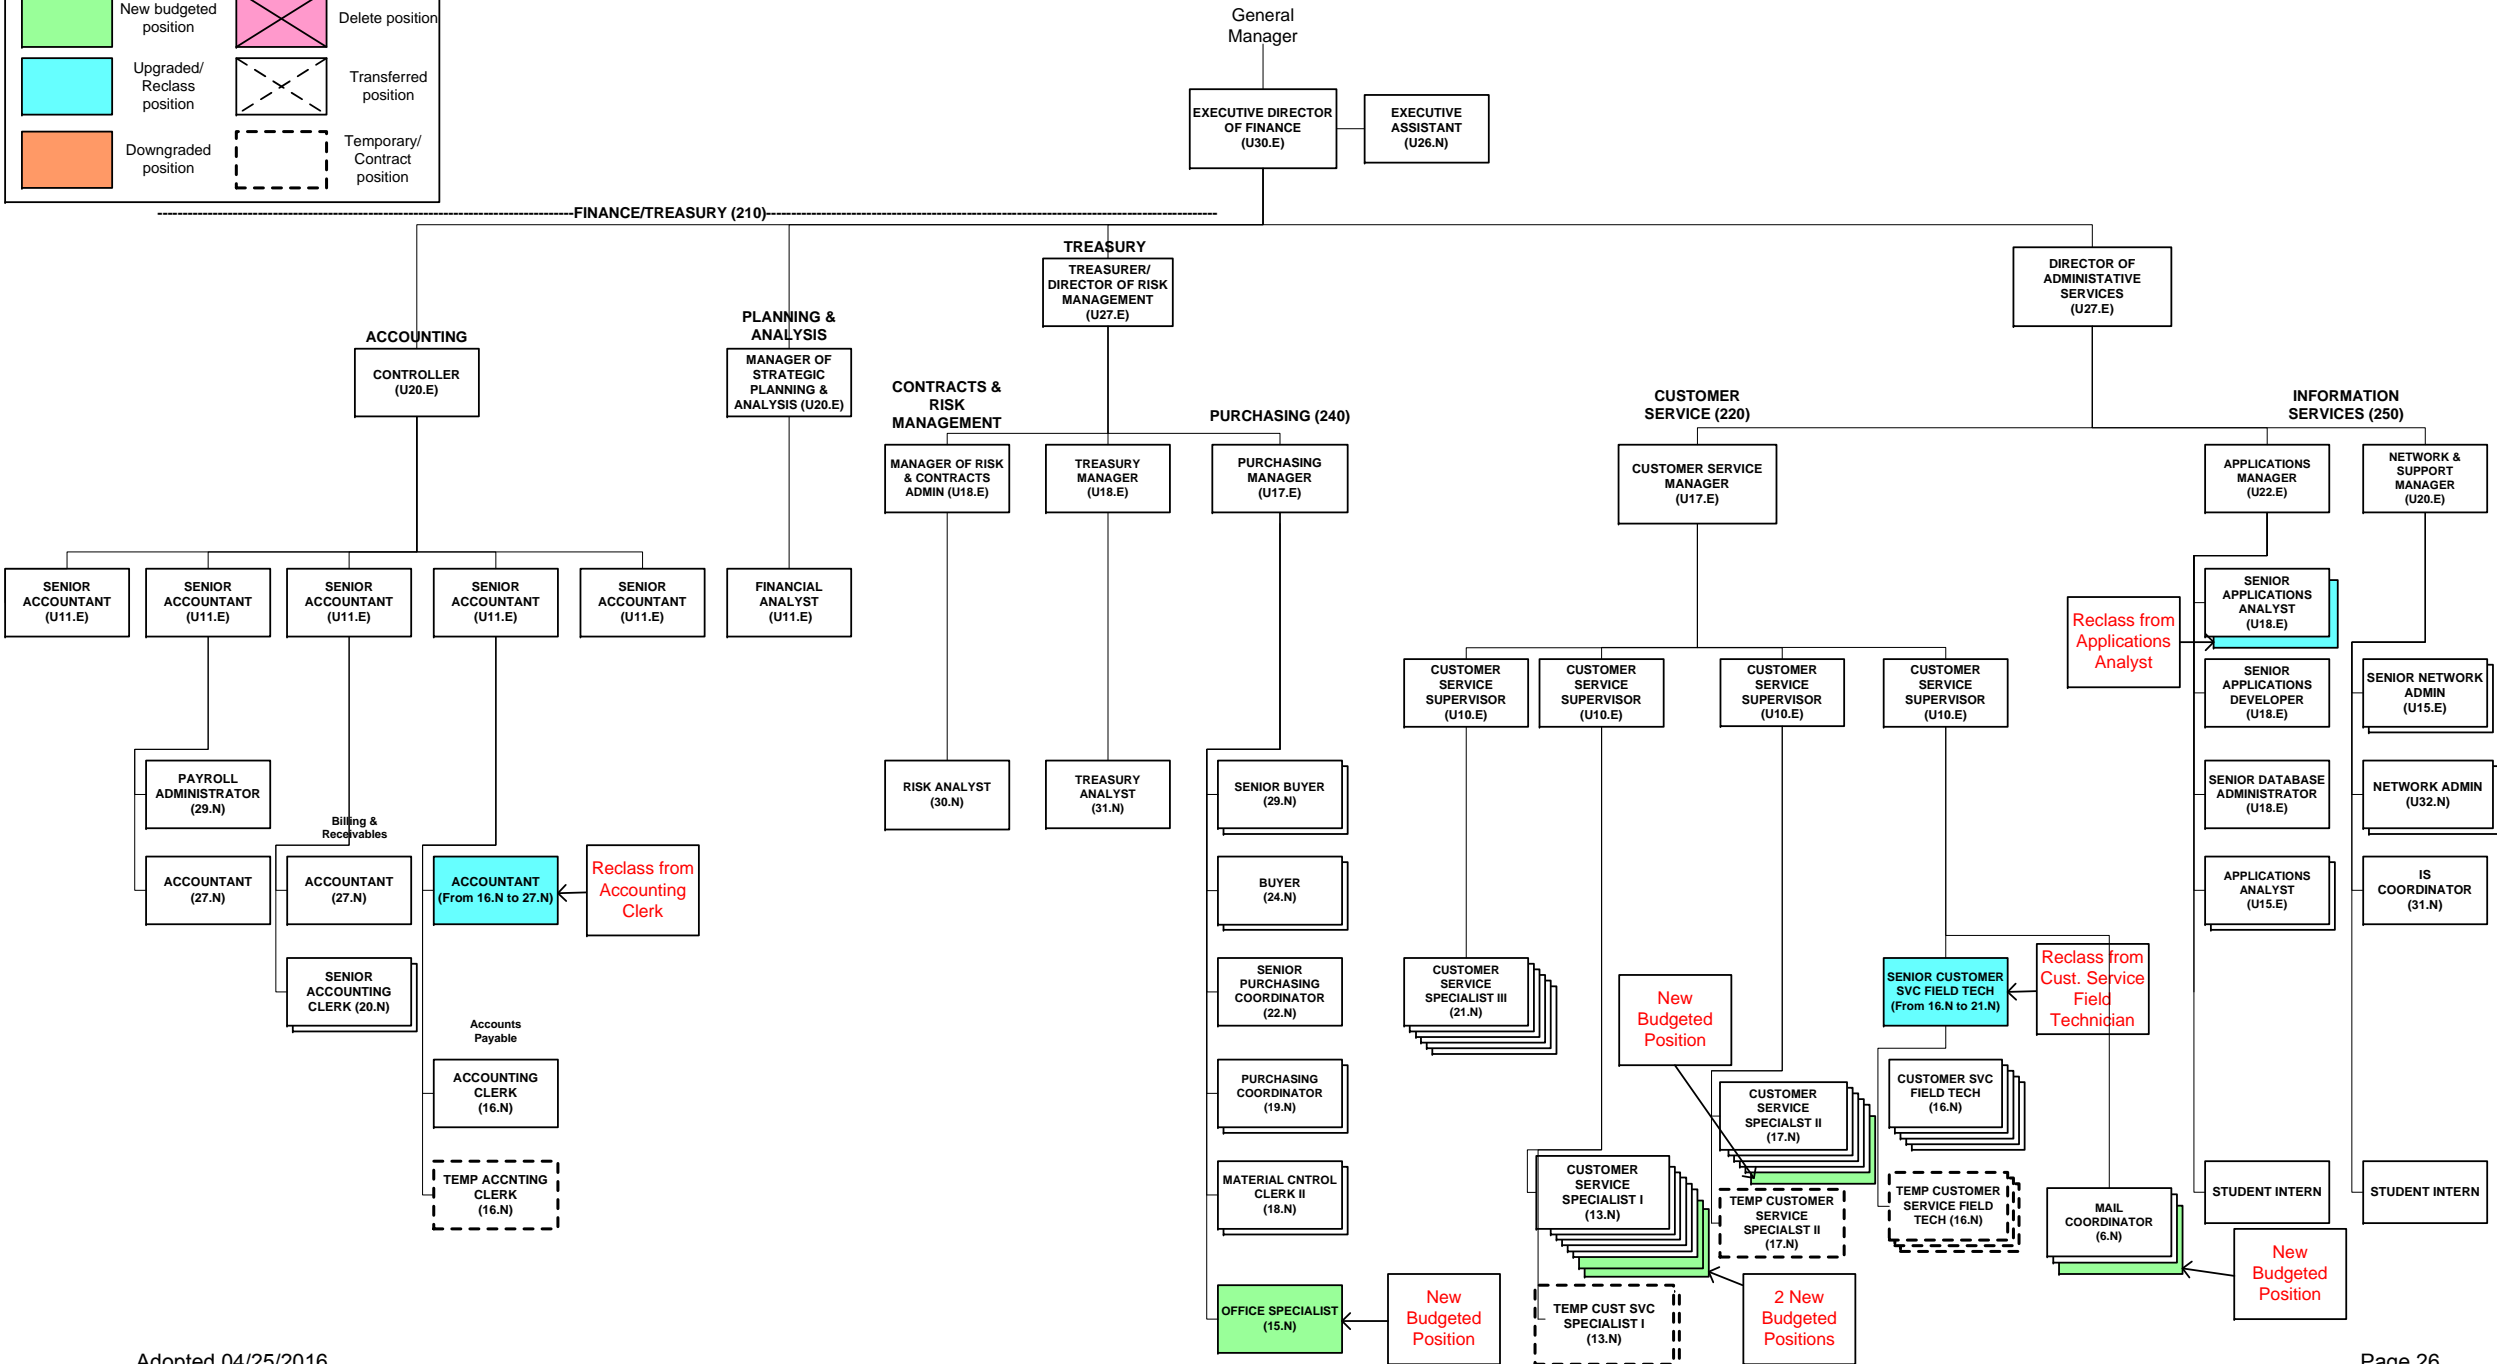 New budgeted
position
Delete position
Upgraded/
Reclass
position
Transferred
position
Downgraded
position
Temporary/
Contract
position
General
Manager
EXECUTIVE DIRECTOR
OF FINANCE
(U30.E)
EXECUTIVE
ASSISTANT
(U26.N)
FINANCE/TREASURY (210)
TREASURY
TREASURER/
DIRECTOR OF RISK
MANAGEMENT
(U27.E)
DIRECTOR OF
ADMINISTATIVE
SERVICES
(U27.E)
ACCOUNTING
CONTROLLER
(U20.E)
PLANNING &
ANALYSIS
MANAGER OF
STRATEGIC
PLANNING &
ANALYSIS (U20.E)
CONTRACTS &
RISK
MANAGEMENT
PURCHASING (240)
CUSTOMER
SERVICE (220)
INFORMATION
SERVICES (250)
MANAGER OF RISK
& CONTRACTS
ADMIN (U18.E)
TREASURY
MANAGER
(U18.E)
PURCHASING
MANAGER
(U17.E)
CUSTOMER SERVICE
MANAGER
(U17.E)
APPLICATIONS
MANAGER
(U22.E)
NETWORK &
SUPPORT
MANAGER
(U20.E)
SENIOR
ACCOUNTANT
(U11.E)
SENIOR
ACCOUNTANT
(U11.E)
SENIOR
ACCOUNTANT
(U11.E)
SENIOR
ACCOUNTANT
(U11.E)
SENIOR
ACCOUNTANT
(U11.E)
FINANCIAL
ANALYST
(U11.E)
Reclass from
Applications
Analyst
SENIOR
APPLICATIONS
ANALYST
(U18.E)
CUSTOMER
SERVICE
SUPERVISOR
(U10.E)
CUSTOMER
SERVICE
SUPERVISOR
(U10.E)
CUSTOMER
SERVICE
SUPERVISOR
(U10.E)
CUSTOMER
SERVICE
SUPERVISOR
(U10.E)
SENIOR
APPLICATIONS
DEVELOPER
(U18.E)
SENIOR NETWORK
ADMIN
(U15.E)
PAYROLL
ADMINISTRATOR
(29.N)
Billing &
Receivables
RISK ANALYST
(30.N)
TREASURY
ANALYST
(31.N)
SENIOR BUYER
(29.N)
SENIOR DATABASE
ADMINISTRATOR
(U18.E)
NETWORK ADMIN
(U32.N)
ACCOUNTANT
(27.N)
ACCOUNTANT
(27.N)
ACCOUNTANT
(From 16.N to 27.N)
Reclass from
Accounting
Clerk
BUYER
(24.N)
APPLICATIONS
ANALYST
(U15.E)
IS
COORDINATOR
(31.N)
SENIOR
ACCOUNTING
CLERK (20.N)
SENIOR
PURCHASING
COORDINATOR
(22.N)
CUSTOMER
SERVICE
SPECIALIST III
(21.N)
New
Budgeted
Position
SENIOR CUSTOMER
SVC FIELD TECH
(From 16.N to 21.N)
Reclass from
Cust. Service
Field
Technician
Accounts
Payable
ACCOUNTING
CLERK
(16.N)
PURCHASING
COORDINATOR
(19.N)
CUSTOMER
SERVICE
SPECIALST II
(17.N)
CUSTOMER SVC
FIELD TECH
(16.N)
TEMP ACCNTING
CLERK
(16.N)
MATERIAL CNTROL
CLERK II
(18.N)
CUSTOMER
SERVICE
SPECIALIST I
(13.N)
TEMP CUSTOMER
SERVICE
SPECIALST II
(17.N)
TEMP CUSTOMER
SERVICE FIELD
TECH (16.N)
MAIL
COORDINATOR
(6.N)
STUDENT INTERN
STUDENT INTERN
New
Budgeted
Position
OFFICE SPECIALIST
(15.N)
New
Budgeted
Position
TEMP CUST SVC
SPECIALIST I
(13.N)
2 New
Budgeted
Positions
Adopted 04/25/2016
Page 26